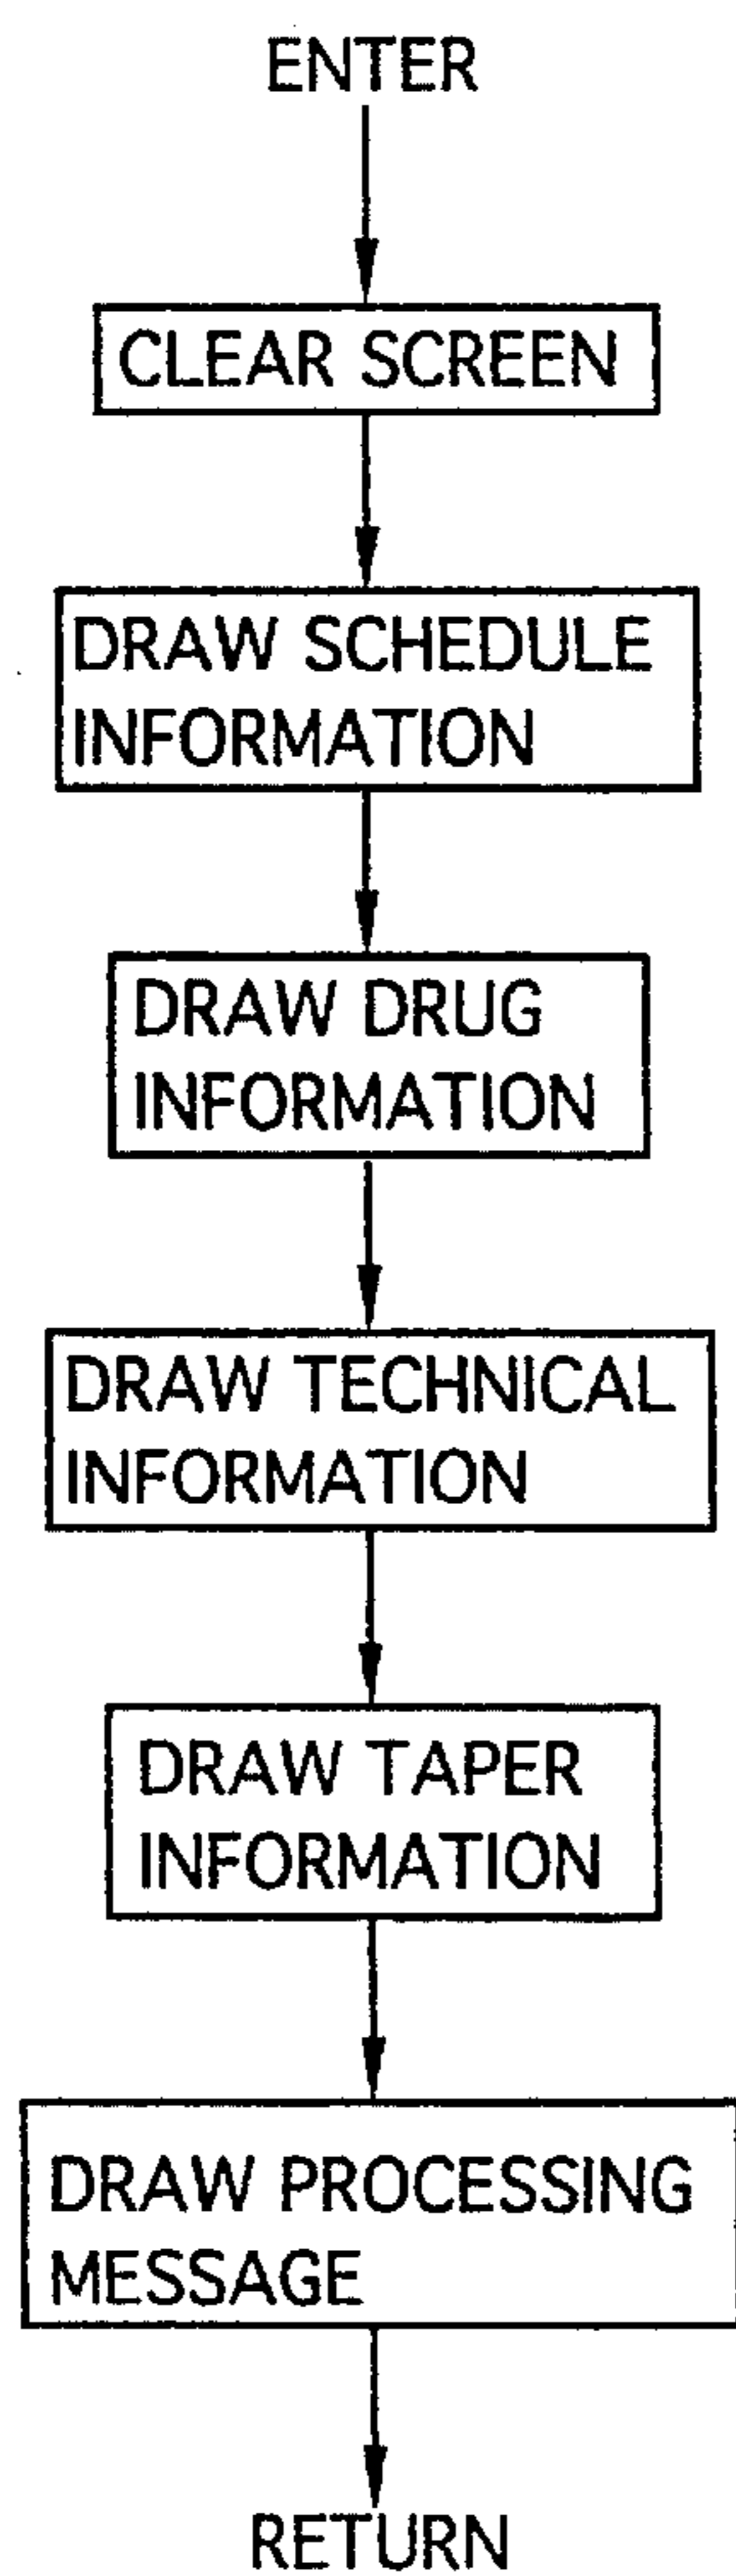 ENTER
CLEAR SCREEN
DRAW SCHEDULE
INFORMATION
DRAW DRUG
INFORMATION
DRAW TECHNICAL
INFORMATION
DRAW TAPER
INFORMATION
DRAW PROCESSING
MESSAGE
RETURN